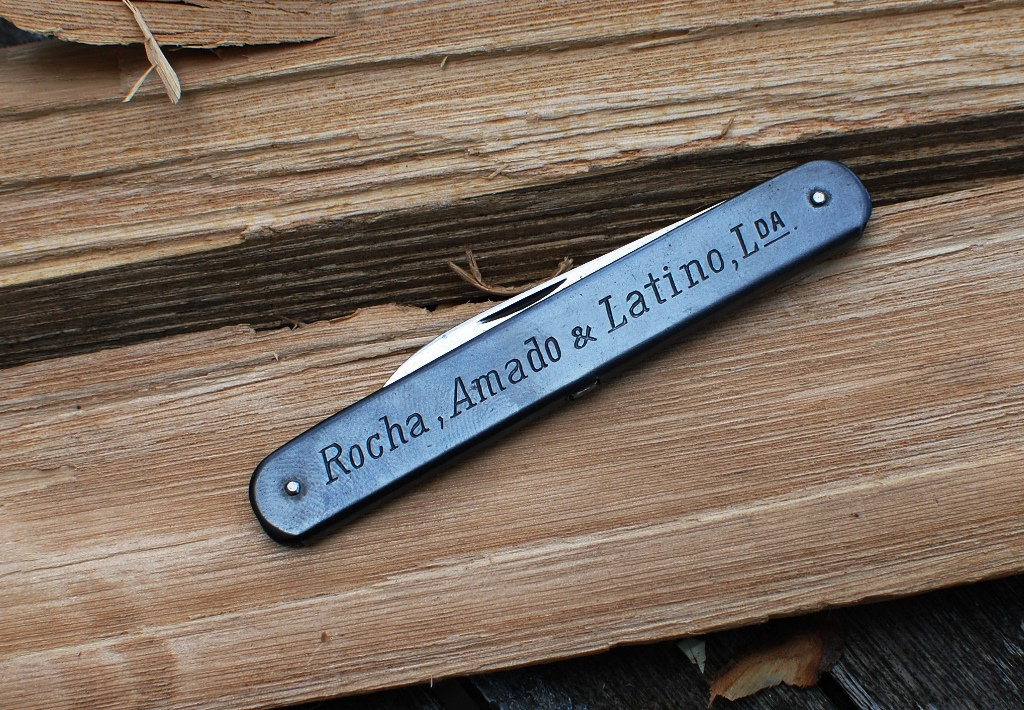 Rocha, Amado & Latino, LDA.